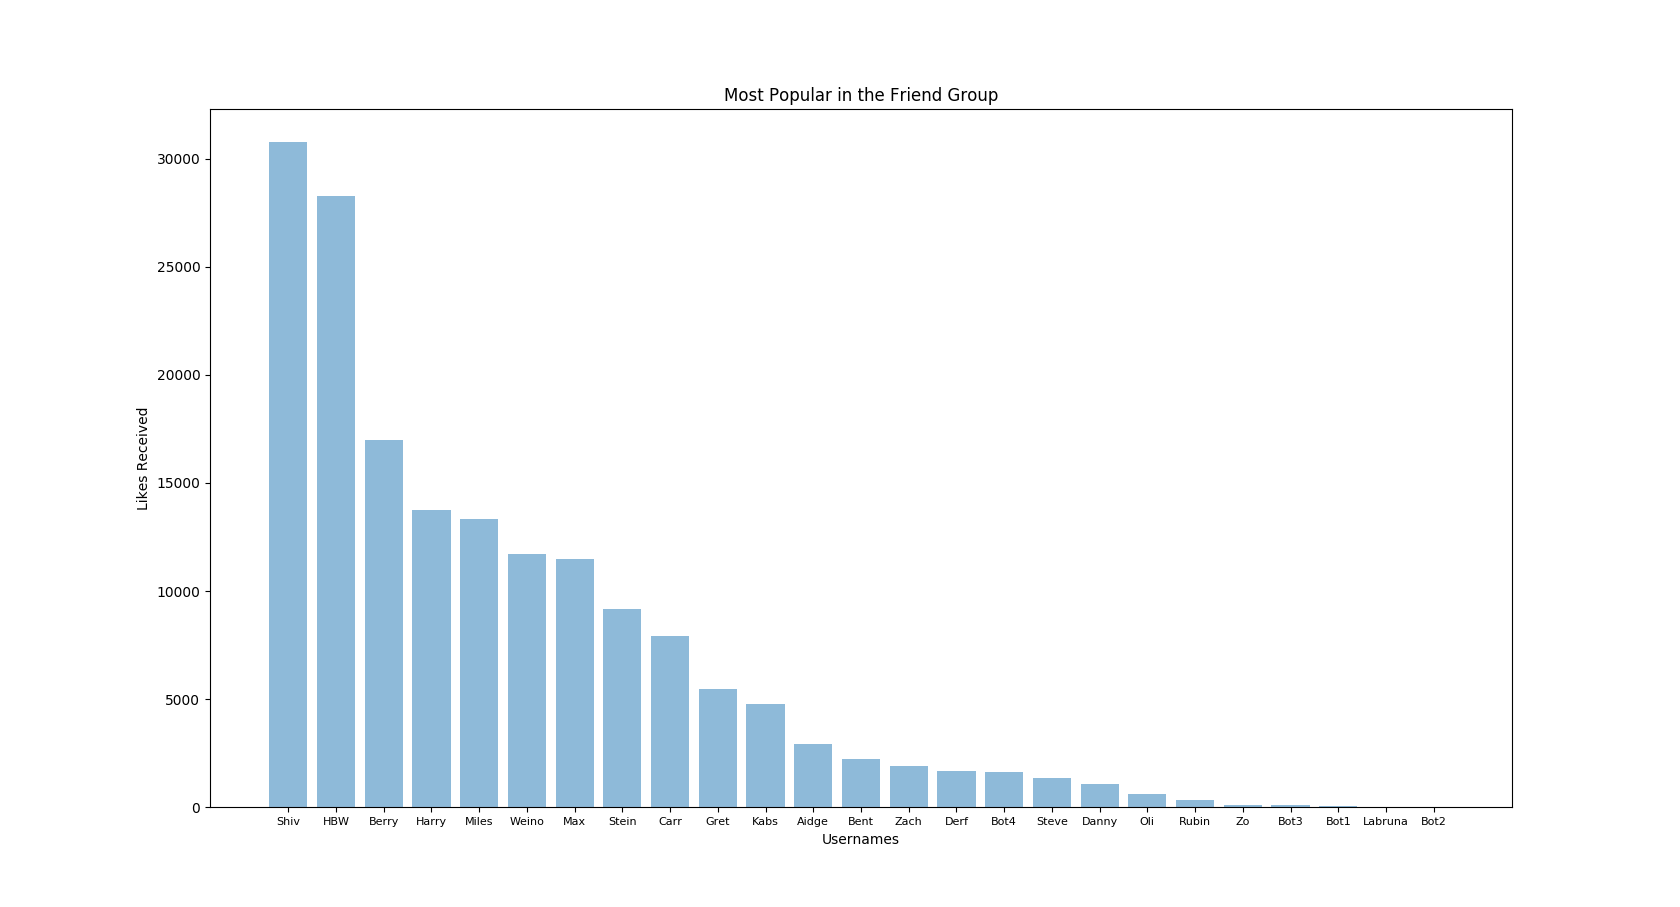 Most Popular in the Friend Group
30000
25000
20000
15000
10000
5000
0
Likes Received
Shiv HBW Berry Harry Miles Weino Max Stein Carr Gret Kabs Aidge Bent Zach Derf Bot4 Steve Danny Oli Rubin Zo Bot3 Bot1 Labruna Bot2
Usernames